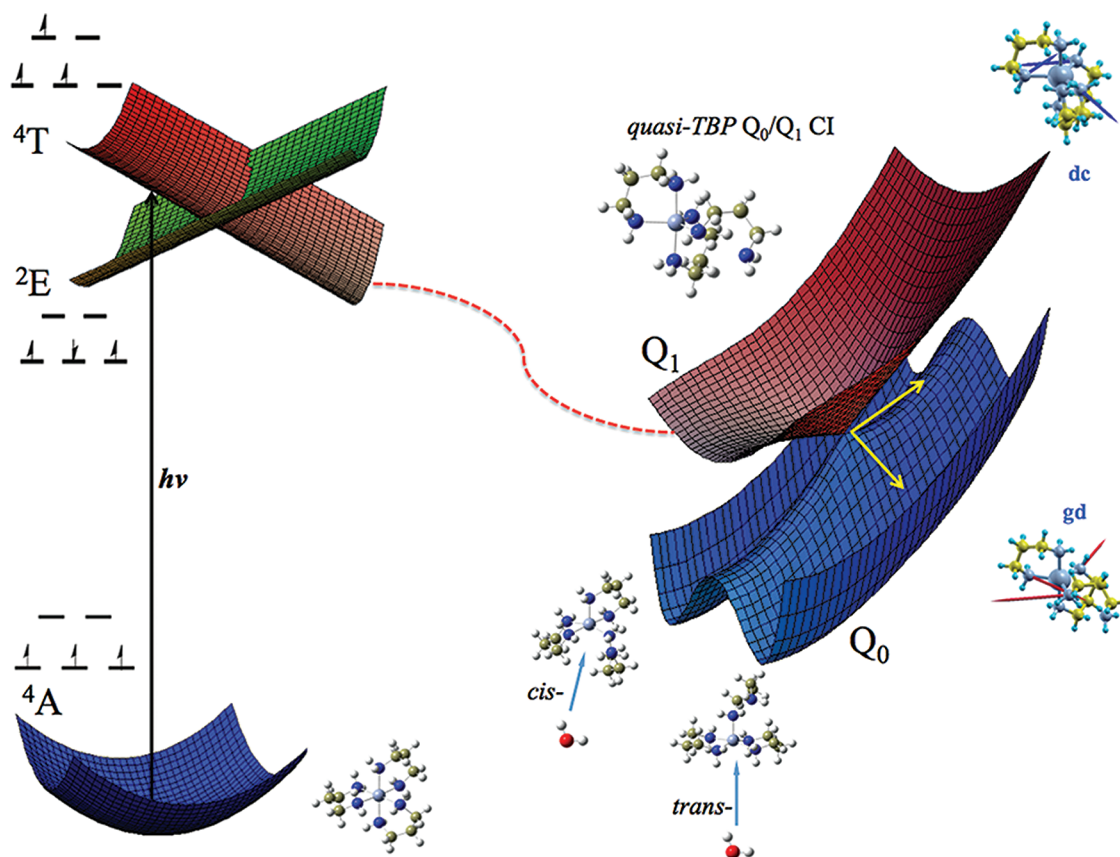 ⁴T
²E
hν
⁴A
quasi-TBP Q₀/Q₁ CI
dc
Q₁
gd
Q₀
cis-
trans-